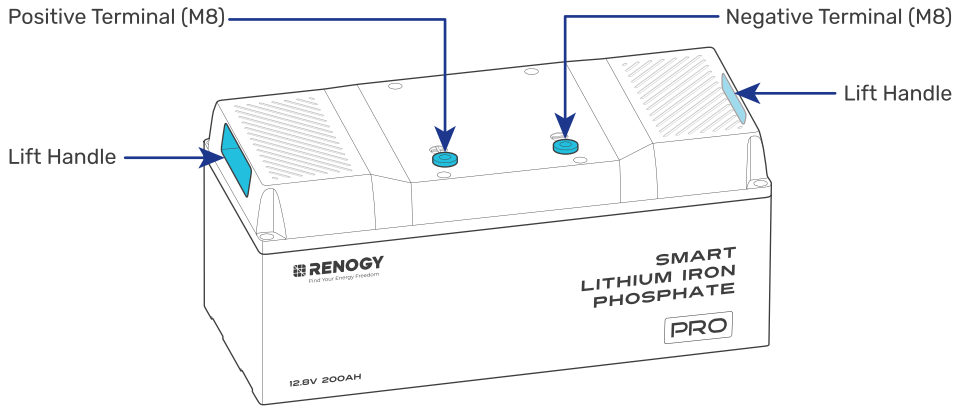 Positive Terminal (M8)
Negative Terminal (M8)
Lift Handle
Lift Handle
RENOGY
Find Your Energy Freedom
SMART
LITHIUM IRON
PHOSPHATE
PRO
12.8V 200AH